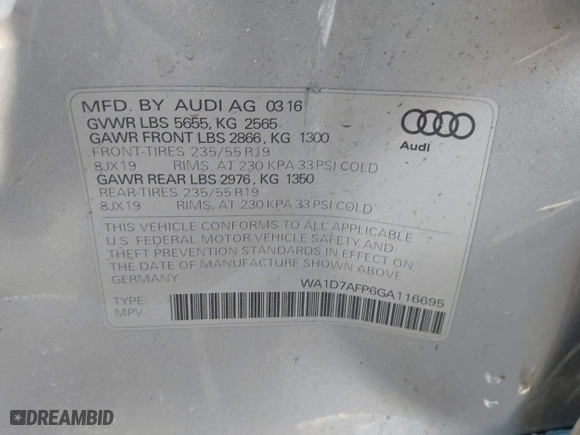 MFD. BY AUDI AG 03 16
GVWR LBS 5655, KG 2565
GAWR FRONT LBS 2866, KG 1300
FRONT-TIRES 235/55 R19
8JX19 RIMS, AT 230 KPA 33 PSI COLD
GAWR REAR LBS 2976, KG 1350
REAR-TIRES 235/55 R19
8JX19 RIMS, AT 230 KPA 33 PSI COLD
Audi
THIS VEHICLE CONFORMS TO ALL APPLICABLE
U.S. FEDERAL MOTOR VEHICLE SAFETY, AND
THEFT PREVENTION STANDARDS IN EFFECT ON
THE DATE OF MANUFACTURE SHOWN ABOVE.
GERMANY
WA1D7AFP6GA116695
TYPE:
MPV
DREAMBID